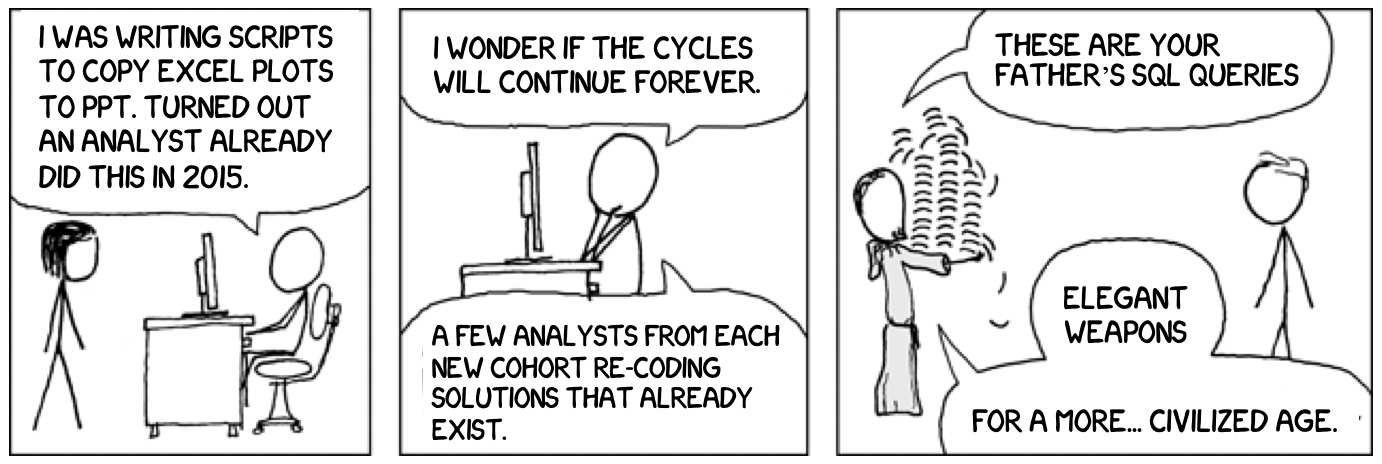 I WAS WRITING SCRIPTS
TO COPY EXCEL PLOTS
TO PPT. TURNED OUT
AN ANALYST ALREADY
DID THIS IN 2015.
I WONDER IF THE CYCLES
WILL CONTINUE FOREVER.
A FEW ANALYSTS FROM EACH
NEW COHORT RE-CODING
SOLUTIONS THAT ALREADY
EXIST.
THESE ARE YOUR
FATHER'S SQL QUERIES
ELEGANT
WEAPONS
FOR A MORE... CIVILIZED AGE.